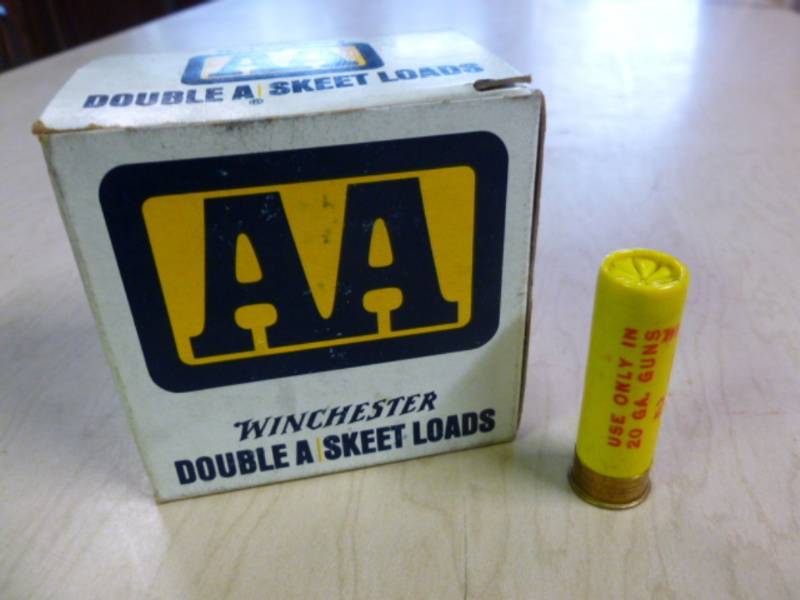 DOUBLE A | SKEET LOADS
®
AA
WINCHESTER
DOUBLE A | SKEET LOADS
USE ONLY IN
20 GA. GUNS